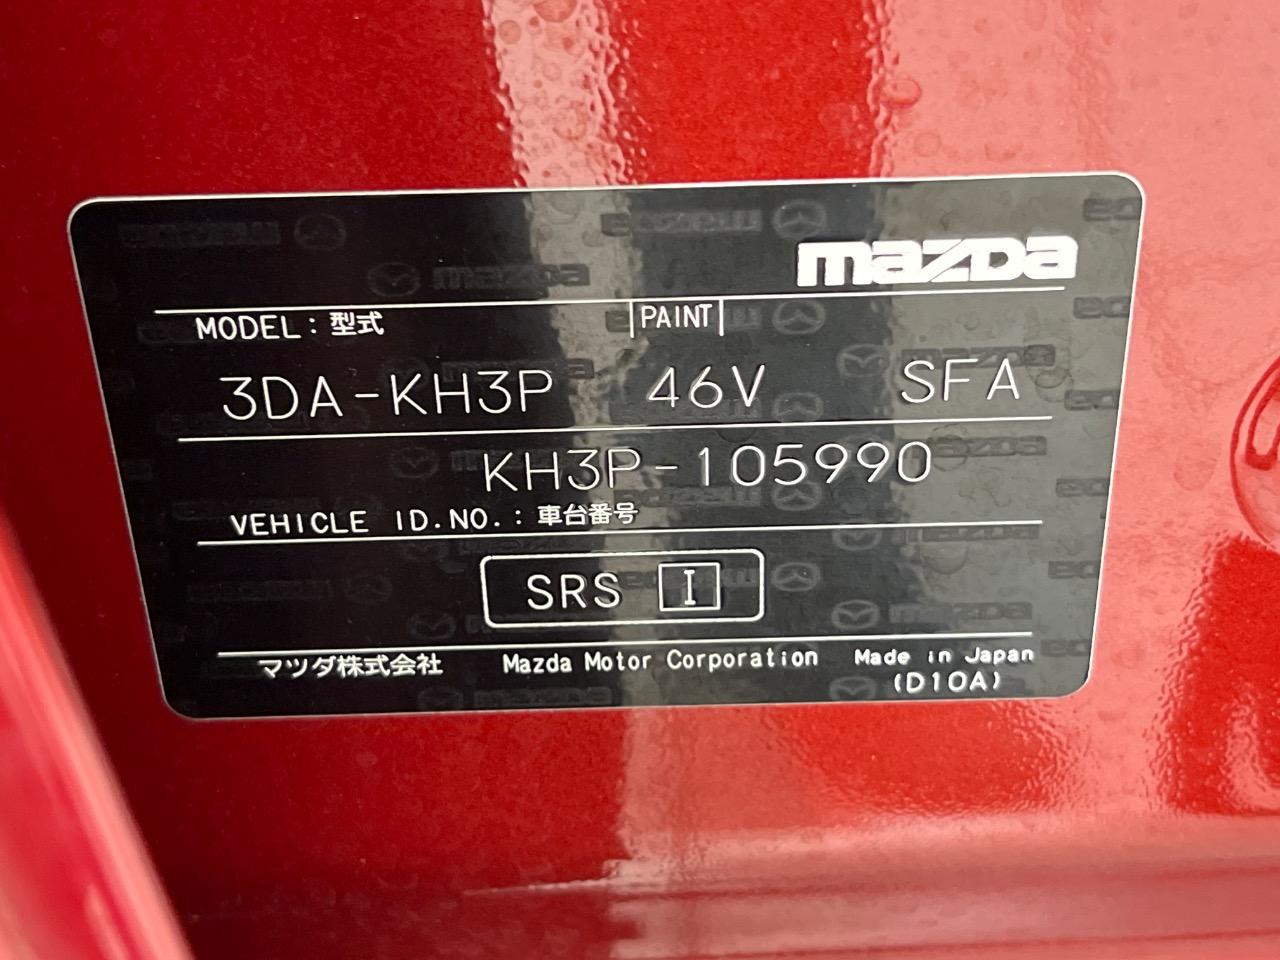 mazda
MODEL : 型式 PAINT
3DA-KH3P 46V SFA
KH3P-105990
VEHICLE ID.NO. : 車台番号
SRS I
マツダ株式会社 Mazda Motor Corporation Made in Japan
(D10A)